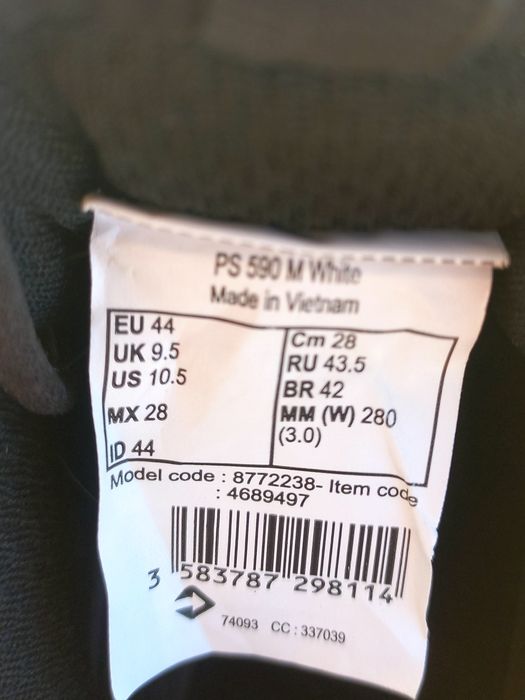 PS 590 M White
Made in Vietnam
EU 44
UK 9.5
US 10.5
MX 28
ID 44
Cm 28
RU 43.5
BR 42
MM (W) 280
(3.0)
Model code : 8772238- Item code
: 4689497
3 583787 298114
74093 CC : 337039